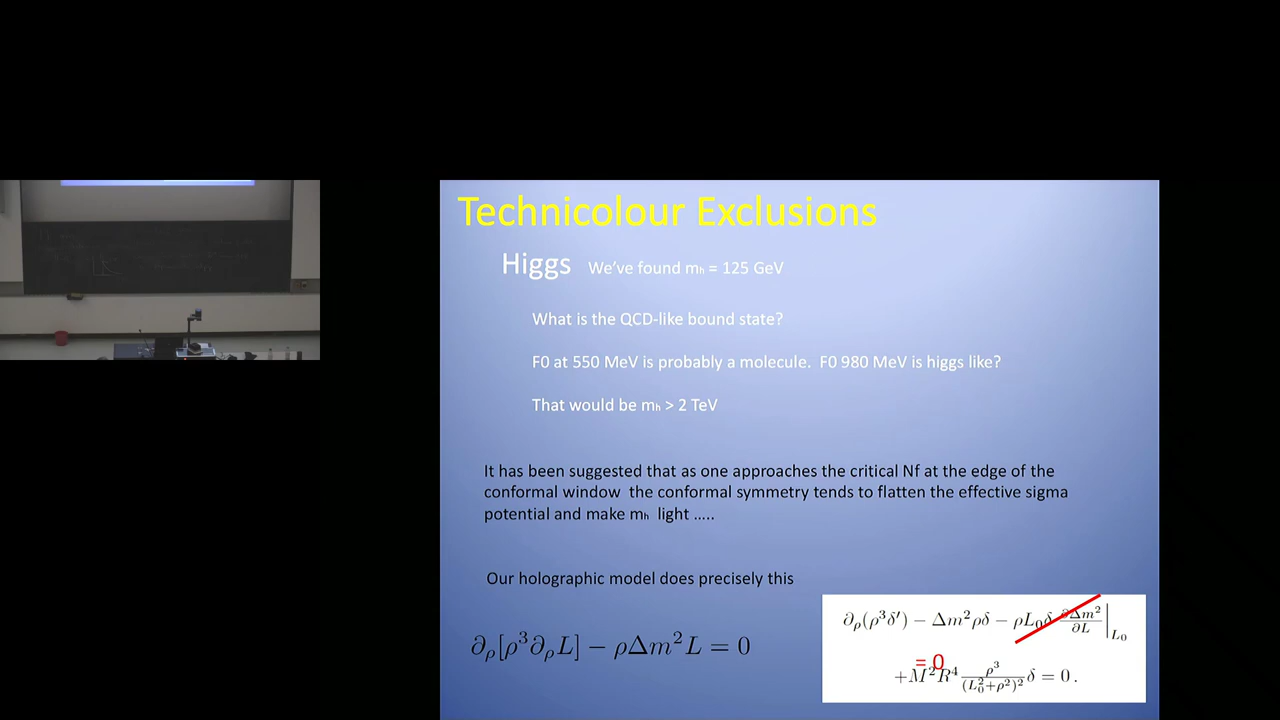 Technicolour Exclusions
Higgs We've found mₕ = 125 GeV
What is the QCD-like bound state?
F0 at 550 MeV is probably a molecule. F0 980 MeV is higgs like?
That would be mₕ > 2 TeV
It has been suggested that as one approaches the critical Nf at the edge of the
conformal window the conformal symmetry tends to flatten the effective sigma
potential and make mₕ light .....
Our holographic model does precisely this
∂ρ(ρ³δ′) − Δm²ρδ − ρL₀δ ∂Δm²/∂L |L₀
∂ρ[ρ³∂ρL] − ρΔm²L = 0
= 0
+M²R⁴ ρ³/(L₀²+ρ²)² δ = 0 .